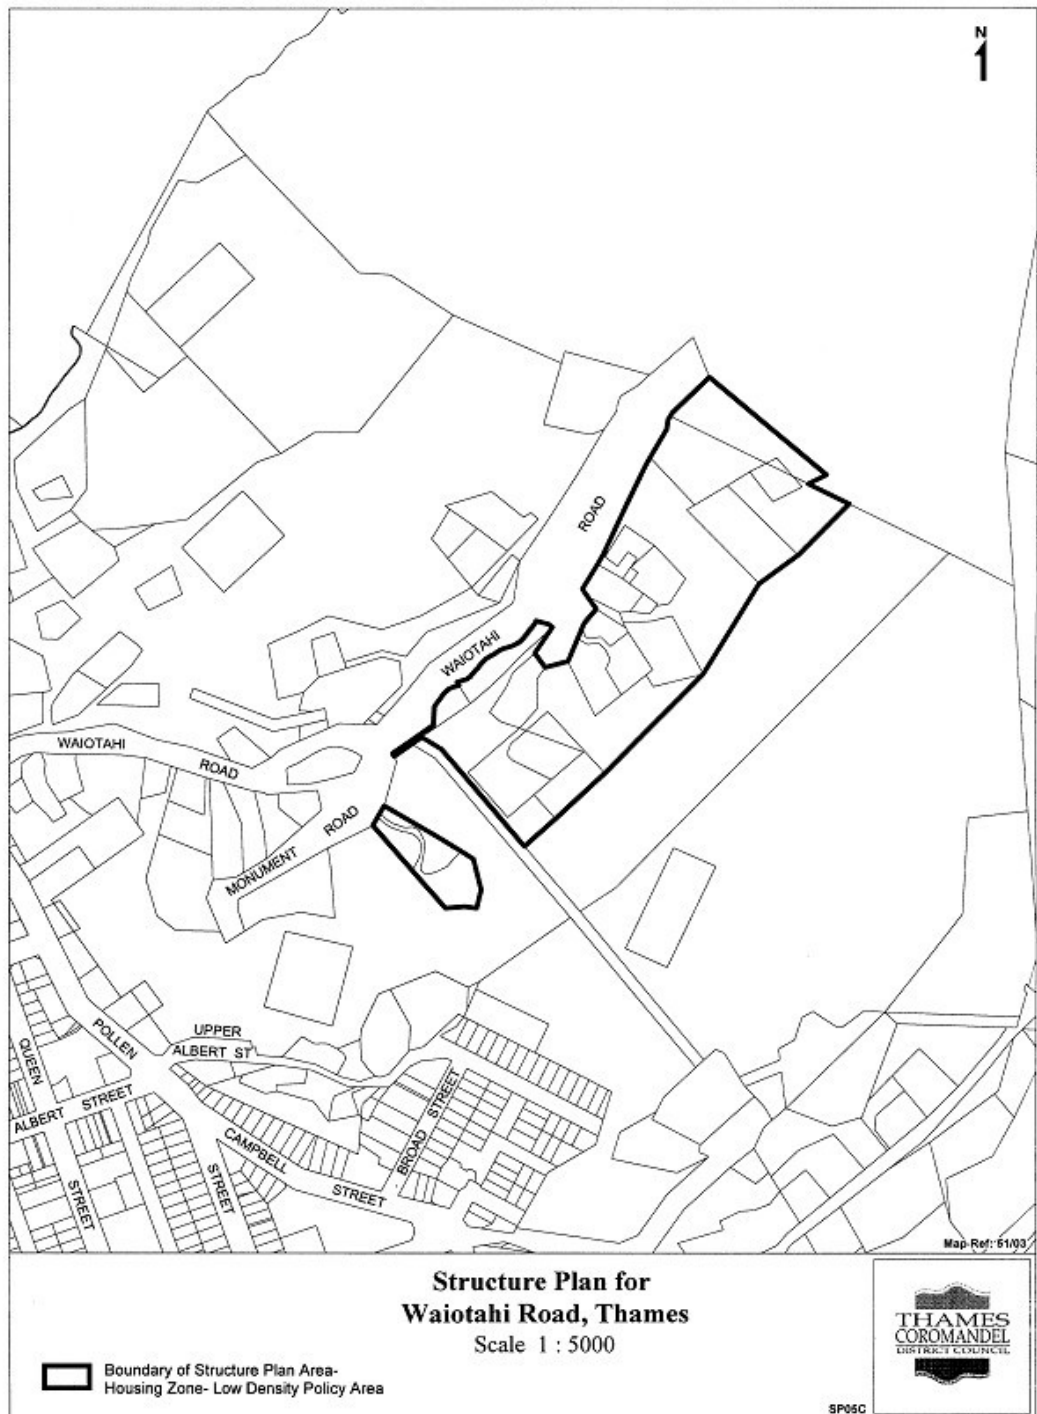 N
ROAD
WAIOTAHI
WAIOTAHI
ROAD
MONUMENT
ROAD
UPPER
ALBERT ST
POLLEN
QUEEN
ALBERT STREET
STREET
STREET
CAMPBELL
STREET
BROAD STREET
Map Ref: 51/03
Structure Plan for
Waiotahi Road, Thames
Scale 1 : 5000
Boundary of Structure Plan Area-
Housing Zone- Low Density Policy Area
THAMES
COROMANDEL
DISTRICT COUNCIL
SP05C